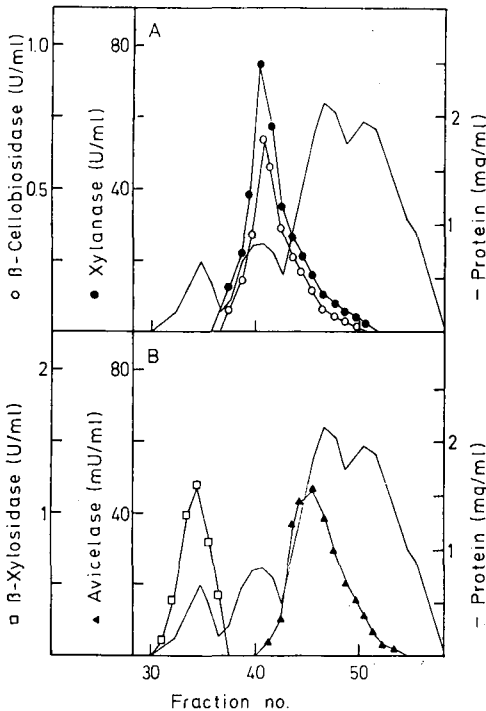 A
1.0
0.5
80
40
2
1
○ β-Cellobiosidase (U/ml)
● Xylanase (U/ml)
— Protein (mg/ml)
B
2
1
80
40
2
1
□ β-Xylosidase (U/ml)
▲ Avicelase (mU/ml)
— Protein (mg/ml)
30 40 50
Fraction no.